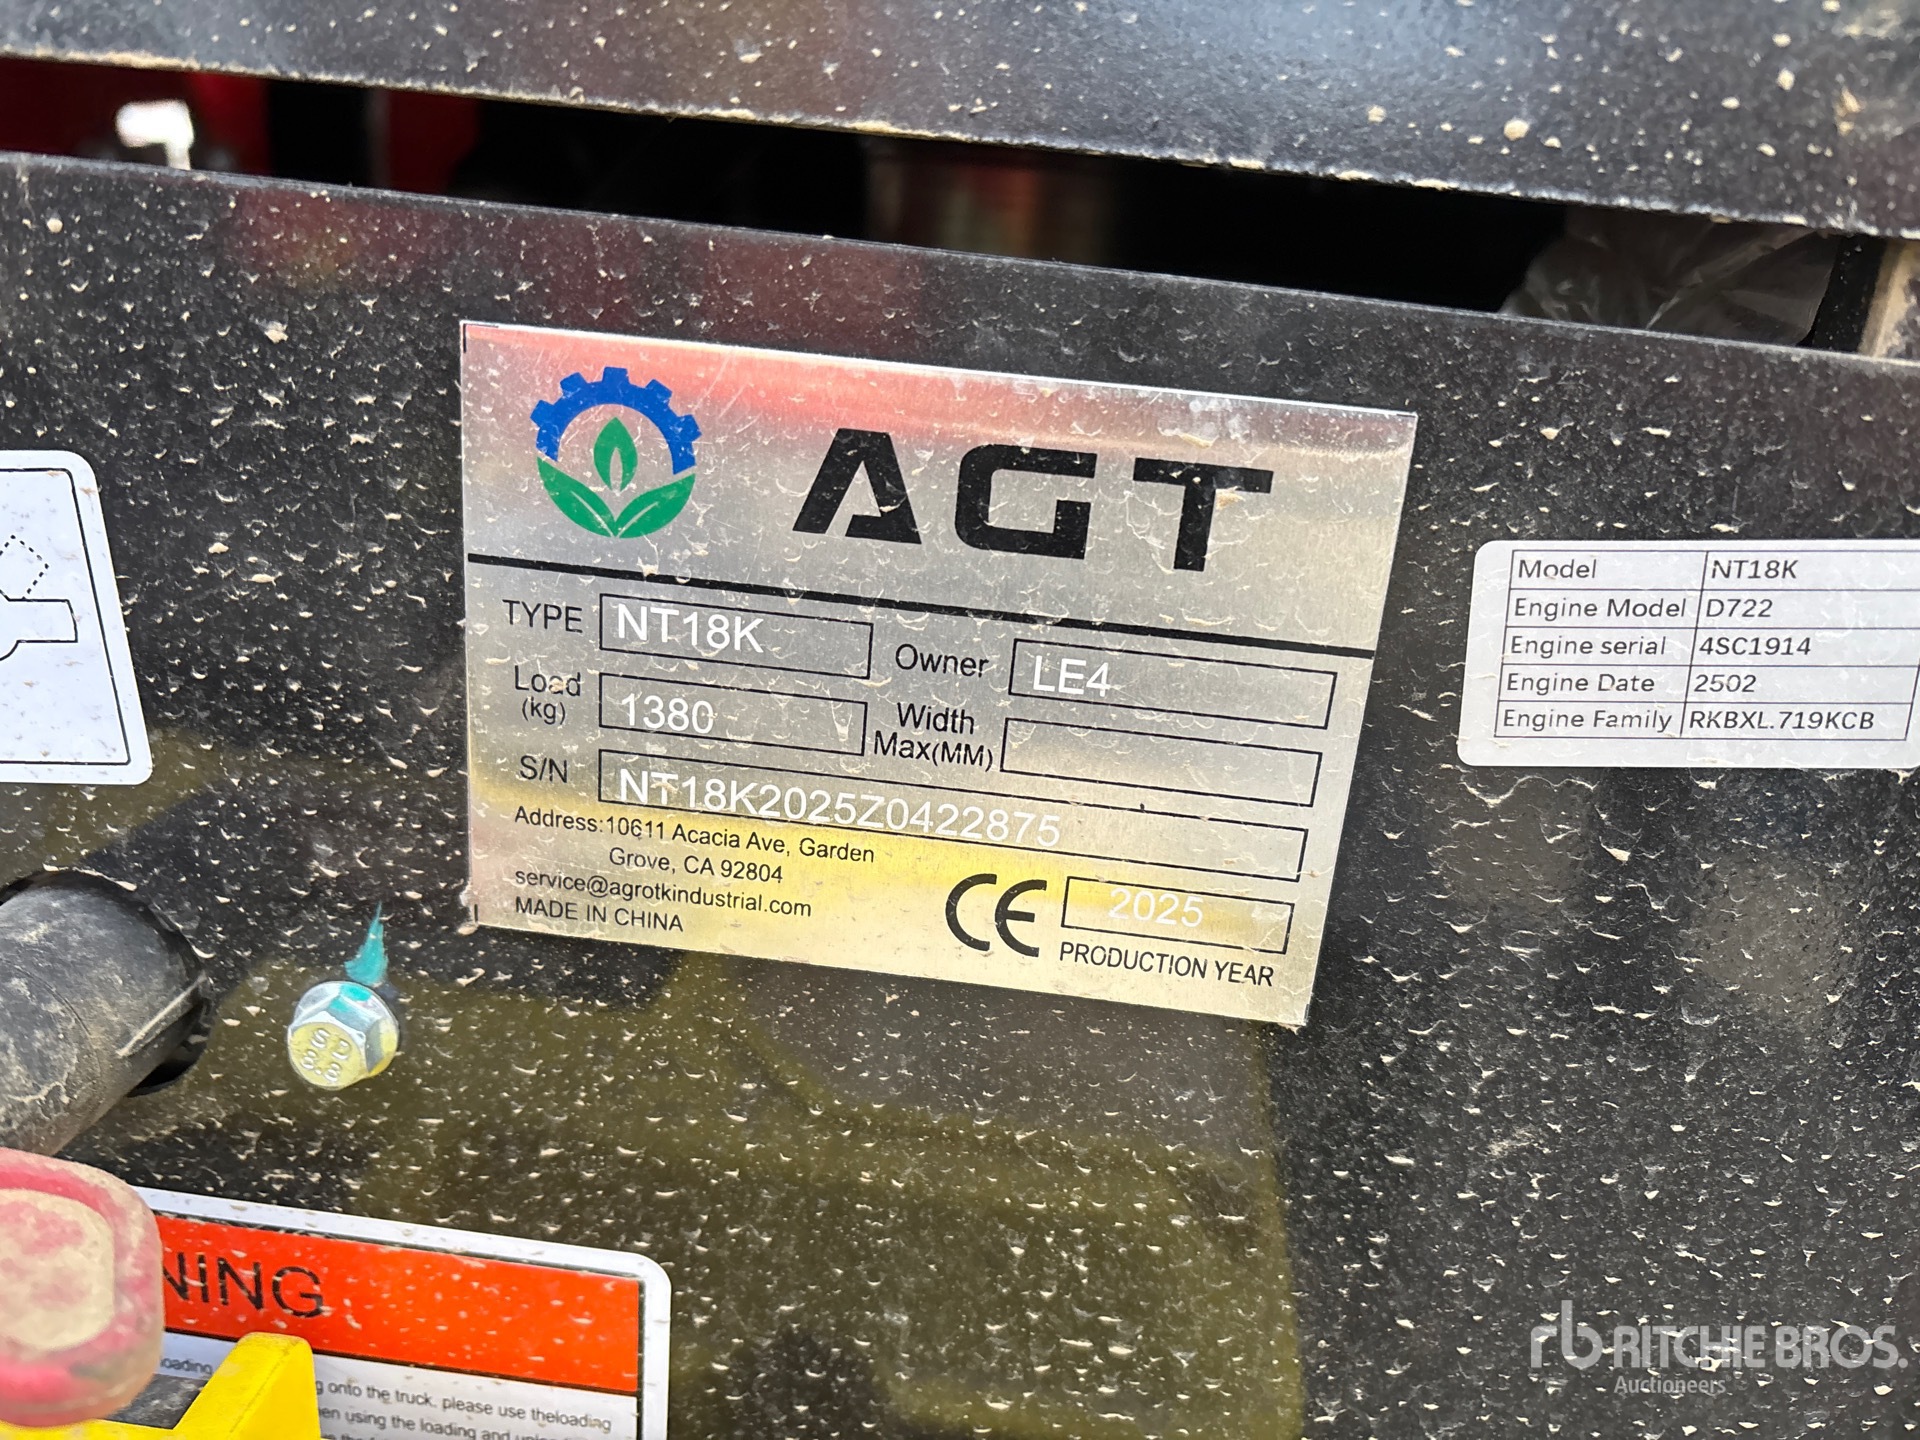 AGT
TYPE NT18K
Owner LE4
Load
(kg) 1380
Width
Max(MM)
S/N NT18K2025Z0422875
Address:10611 Acacia Ave, Garden
Grove, CA 92804
service@agrotkindustrial.com
MADE IN CHINA
CE 2025
PRODUCTION YEAR
Model NT18K
Engine Model D722
Engine serial 4SC1914
Engine Date 2502
Engine Family RKBXL.719KCB
NING
onto the truck, please use theloading
using the loading and
rb RITCHIE BROS.
Auctioneers